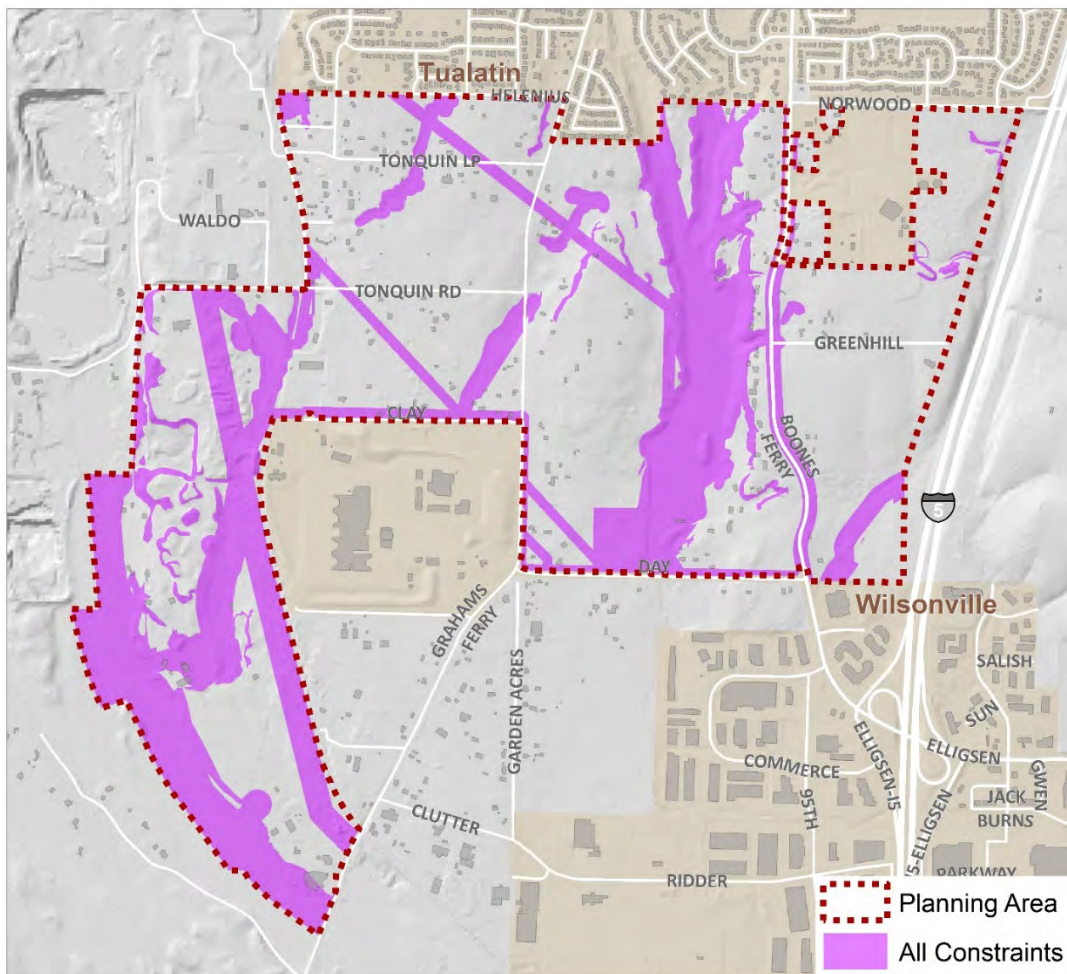 Tualatin
HELENIUS
NORWOOD
TONQUIN LP
WALDO
TONQUIN RD
GREENHILL
CLAY
BOONES
FERRY
5
DAY
Wilsonville
GRAHAMS
FERRY
GARDEN ACRES
SALISH
SUN
ELLIGSEN
ELLIGSEN-I5
COMMERCE
GWEN
JACK
BURNS
95TH
CLUTTER
I5-ELLIGSEN
RIDDER
PARKWAY
Planning Area
All Constraints